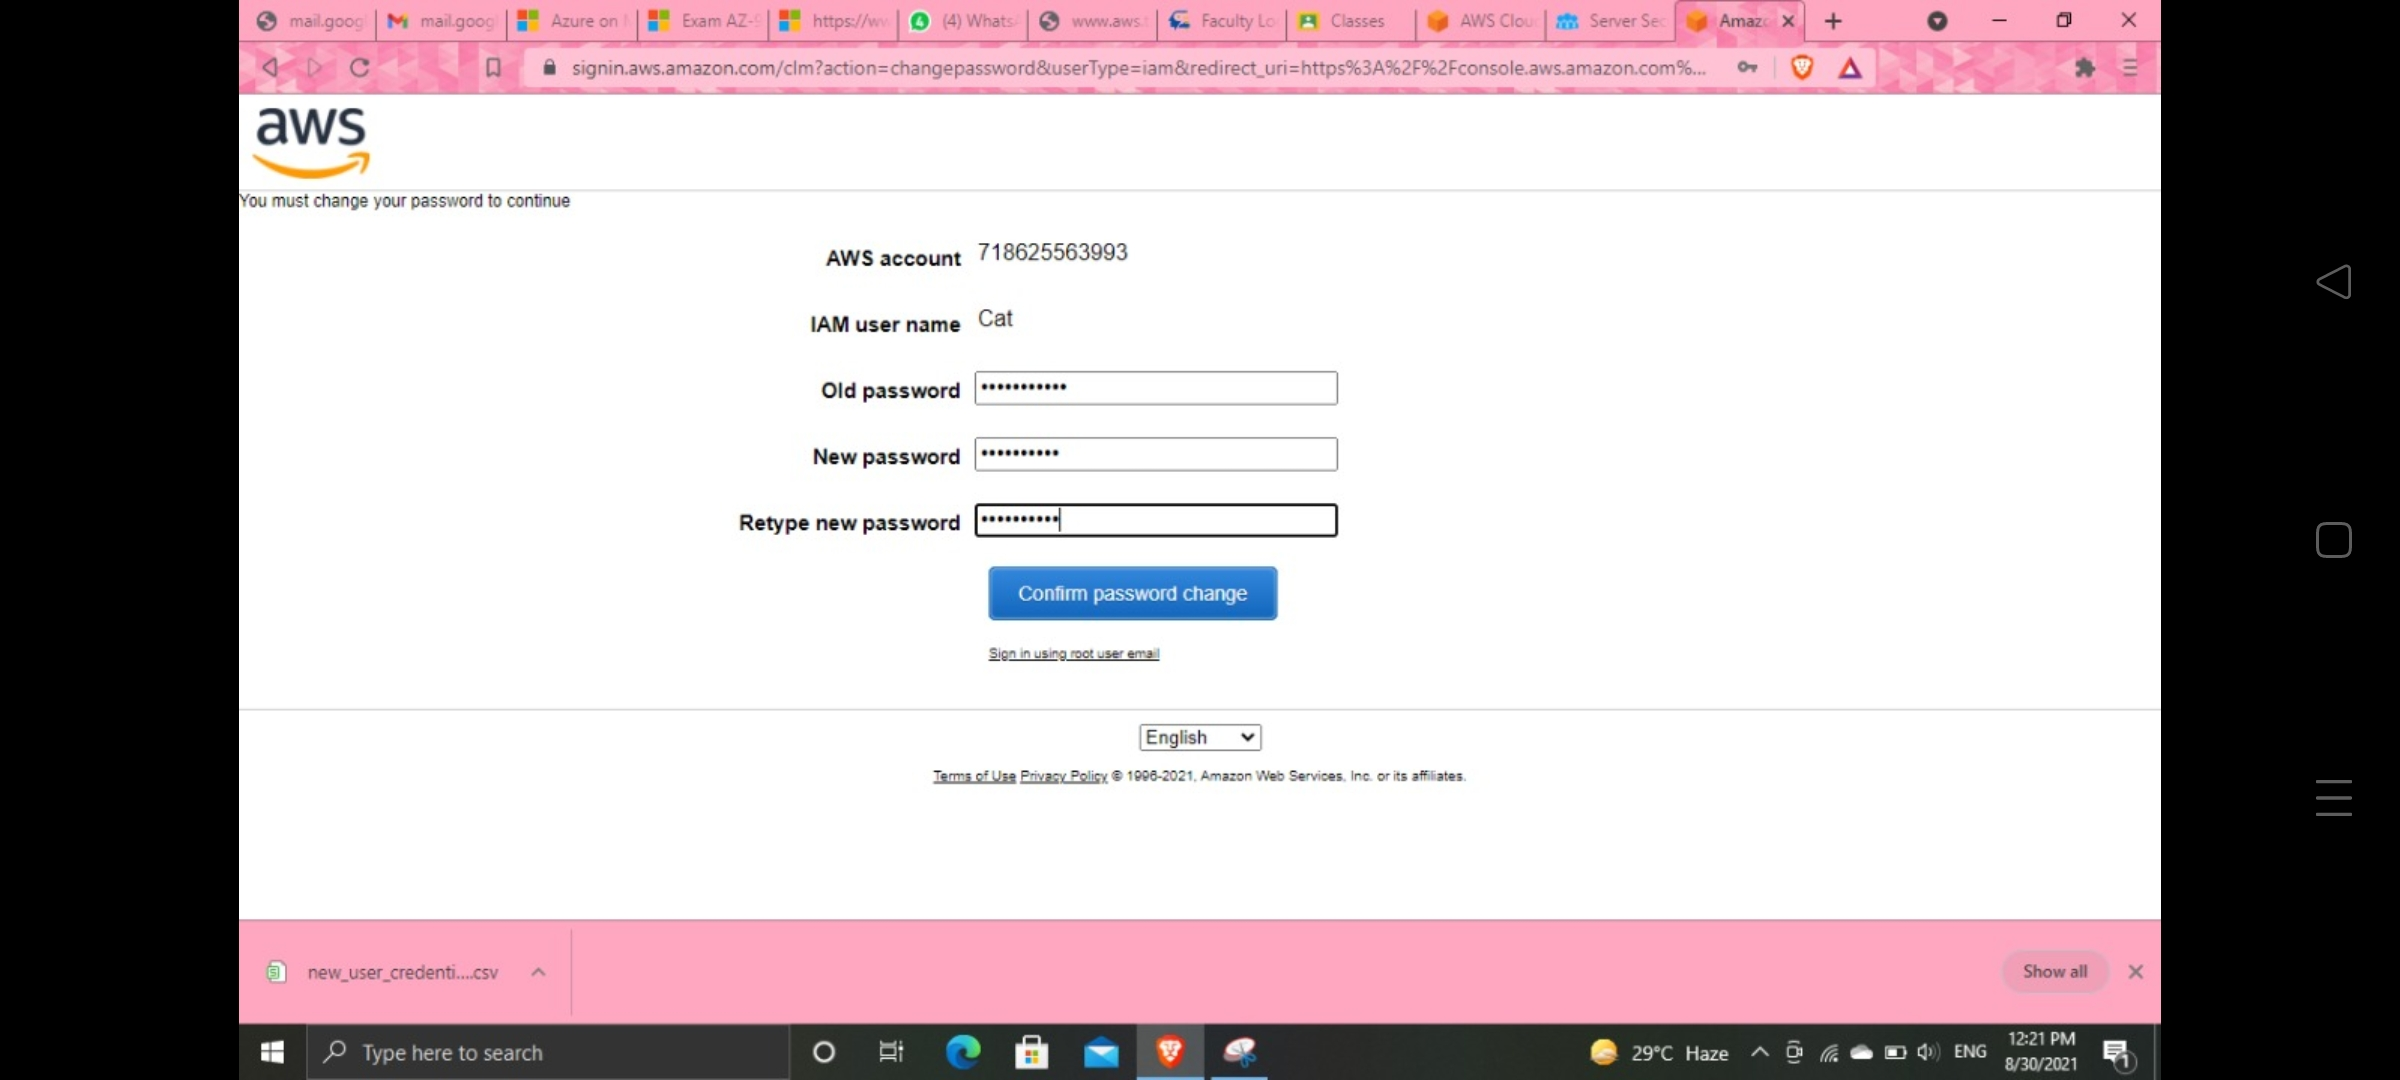 mail.goog
mail.goog
Azure on
Exam AZ-9
https://ww
(4) Whats
www.aws.
Faculty Lo
Classes
AWS Clou
Server Sec
Amazo
signin.aws.amazon.com/clm?action=changepassword&userType=iam&redirect_uri=https%3A%2F%2Fconsole.aws.amazon.com%...
aws
You must change your password to continue
AWS account 718625563993
IAM user name Cat
Old password •••••••••••
New password ••••••••••
Retype new password ••••••••••
Confirm password change
Sign in using root user email
English
Terms of Use Privacy Policy © 1996-2021, Amazon Web Services, Inc. or its affiliates.
new_user_credenti....csv
Show all
Type here to search
29°C Haze
ENG
12:21 PM
8/30/2021
1